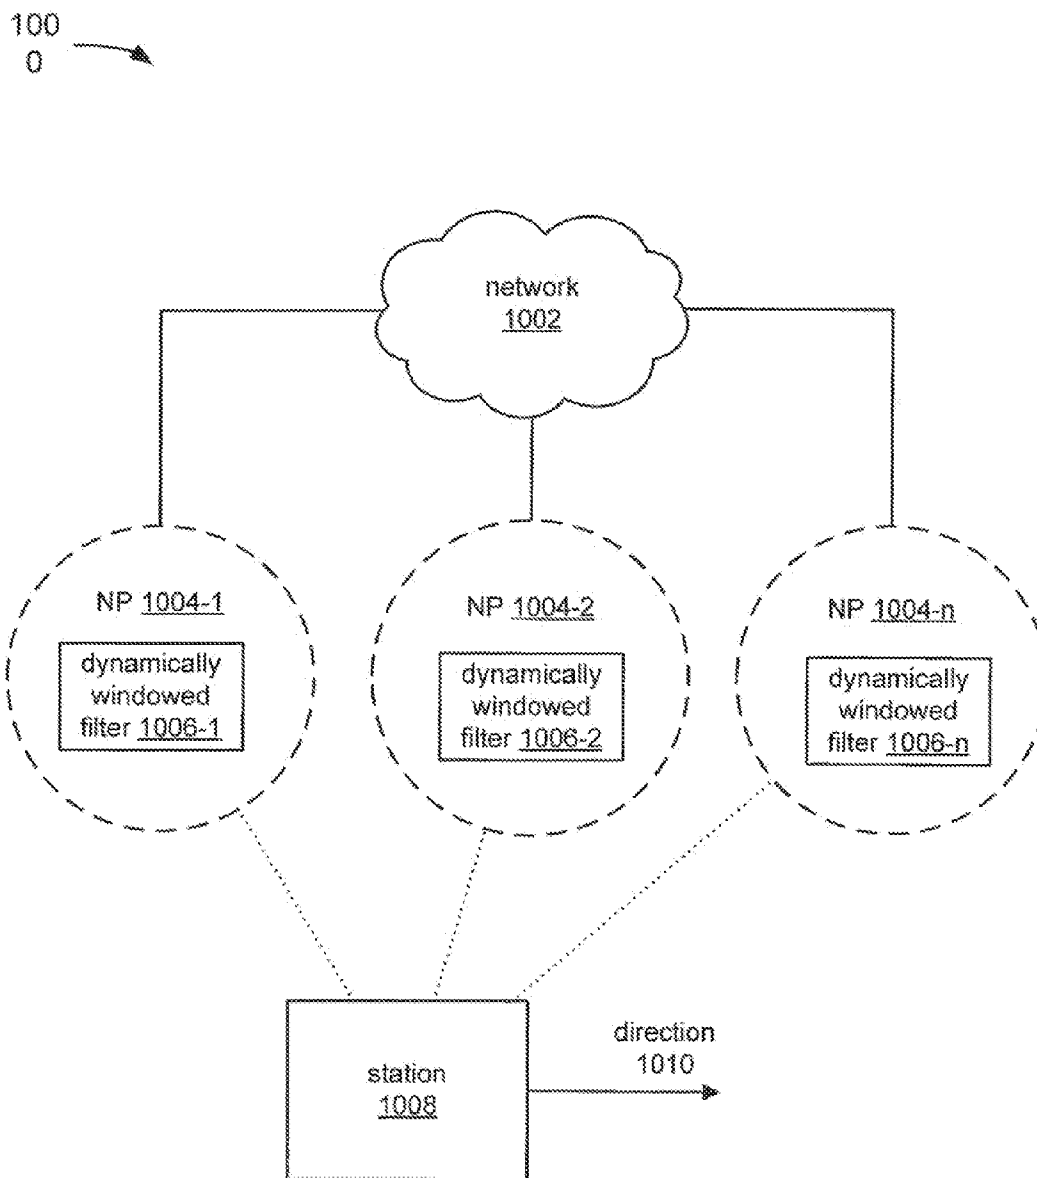 100
0
network
1002
NP 1004-1
dynamically
windowed
filter 1006-1
NP 1004-2
dynamically
windowed
filter 1006-2
NP 1004-n
dynamically
windowed
filter 1006-n
station
1008
direction
1010